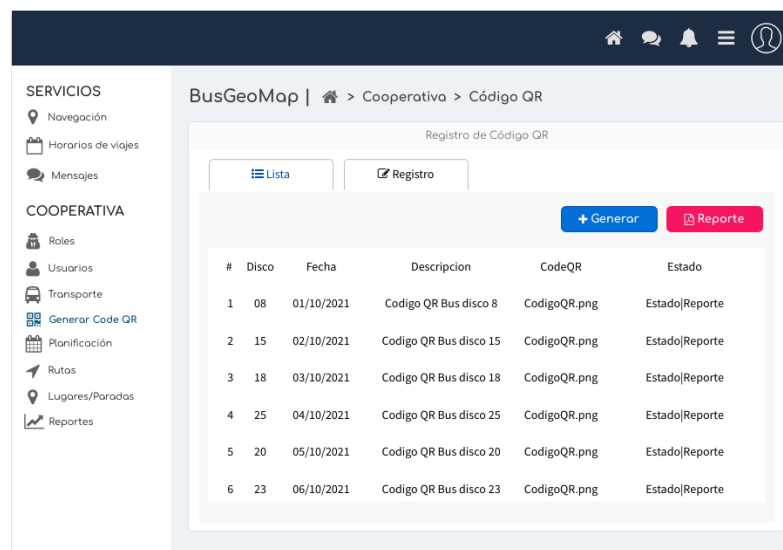 SERVICIOS
Navegación
Horarios de viajes
Mensajes
COOPERATIVA
Roles
Usuarios
Transporte
Generar Code QR
Planificación
Rutas
Lugares/Paradas
Reportes
BusGeoMap | > Cooperativa > Código QR
Registro de Código QR
Lista Registro
+ Generar Reporte
# Disco Fecha Descripcion CodeQR Estado
1 08 01/10/2021 Codigo QR Bus disco 8 CodigoQR.png Estado|Reporte
2 15 02/10/2021 Codigo QR Bus disco 15 CodigoQR.png Estado|Reporte
3 18 03/10/2021 Codigo QR Bus disco 18 CodigoQR.png Estado|Reporte
4 25 04/10/2021 Codigo QR Bus disco 25 CodigoQR.png Estado|Reporte
5 20 05/10/2021 Codigo QR Bus disco 20 CodigoQR.png Estado|Reporte
6 23 06/10/2021 Codigo QR Bus disco 23 CodigoQR.png Estado|Reporte